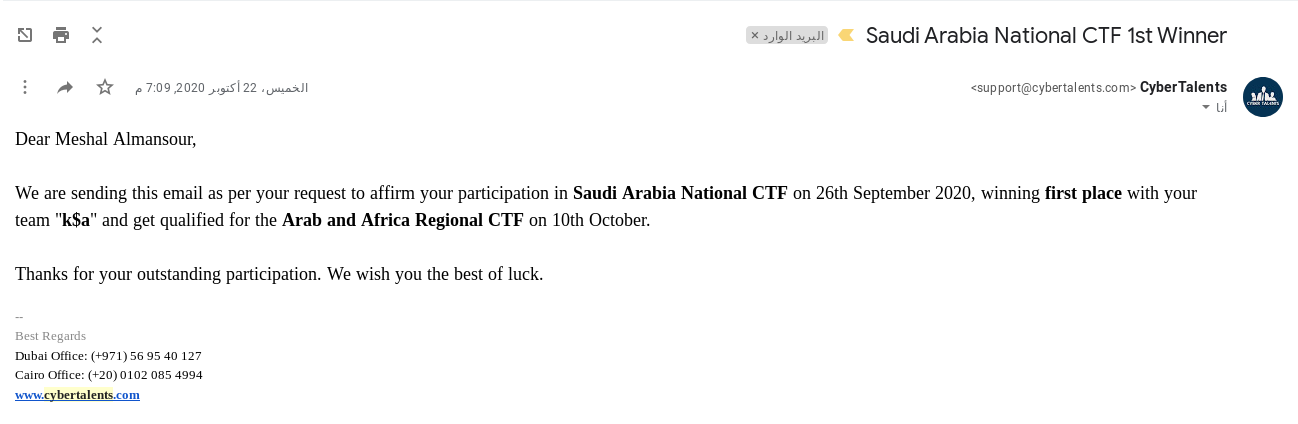 Saudi Arabia National CTF 1st Winner
البريد الوارد ×
CyberTalents <support@cybertalents.com>
الخميس، 22 أكتوبر 2020, 7:09 م
أنا
CYBER TALENTS
Dear Meshal Almansour,
We are sending this email as per your request to affirm your participation in Saudi Arabia National CTF on 26th September 2020, winning first place with your
team "k$a" and get qualified for the Arab and Africa Regional CTF on 10th October.
Thanks for your outstanding participation. We wish you the best of luck.
--
Best Regards
Dubai Office: (+971) 56 95 40 127
Cairo Office: (+20) 0102 085 4994
www.cybertalents.com